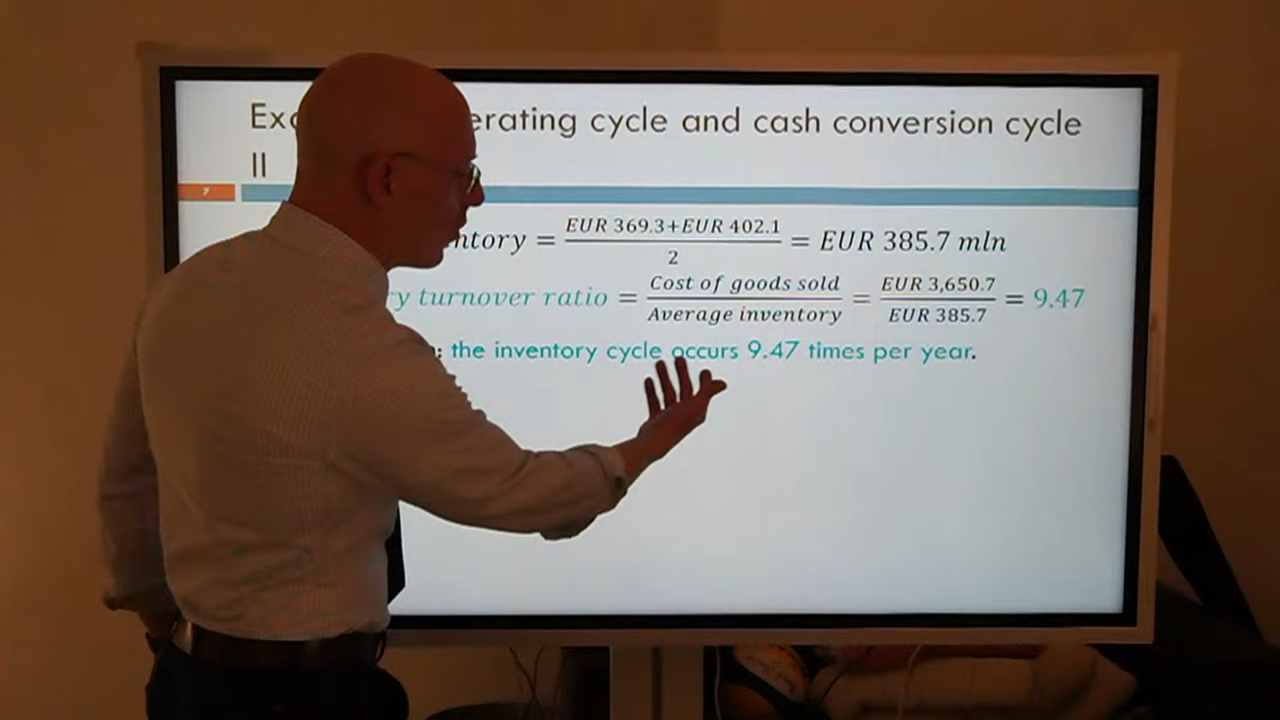 erating cycle and cash conversion cycle
II
7
ntory = EUR 369.3+EUR 402.1 / 2 = EUR 385.7 mln
y turnover ratio = Cost of goods sold / Average inventory = EUR 3,650.7 / EUR 385.7 = 9.47
: the inventory cycle occurs 9.47 times per year.